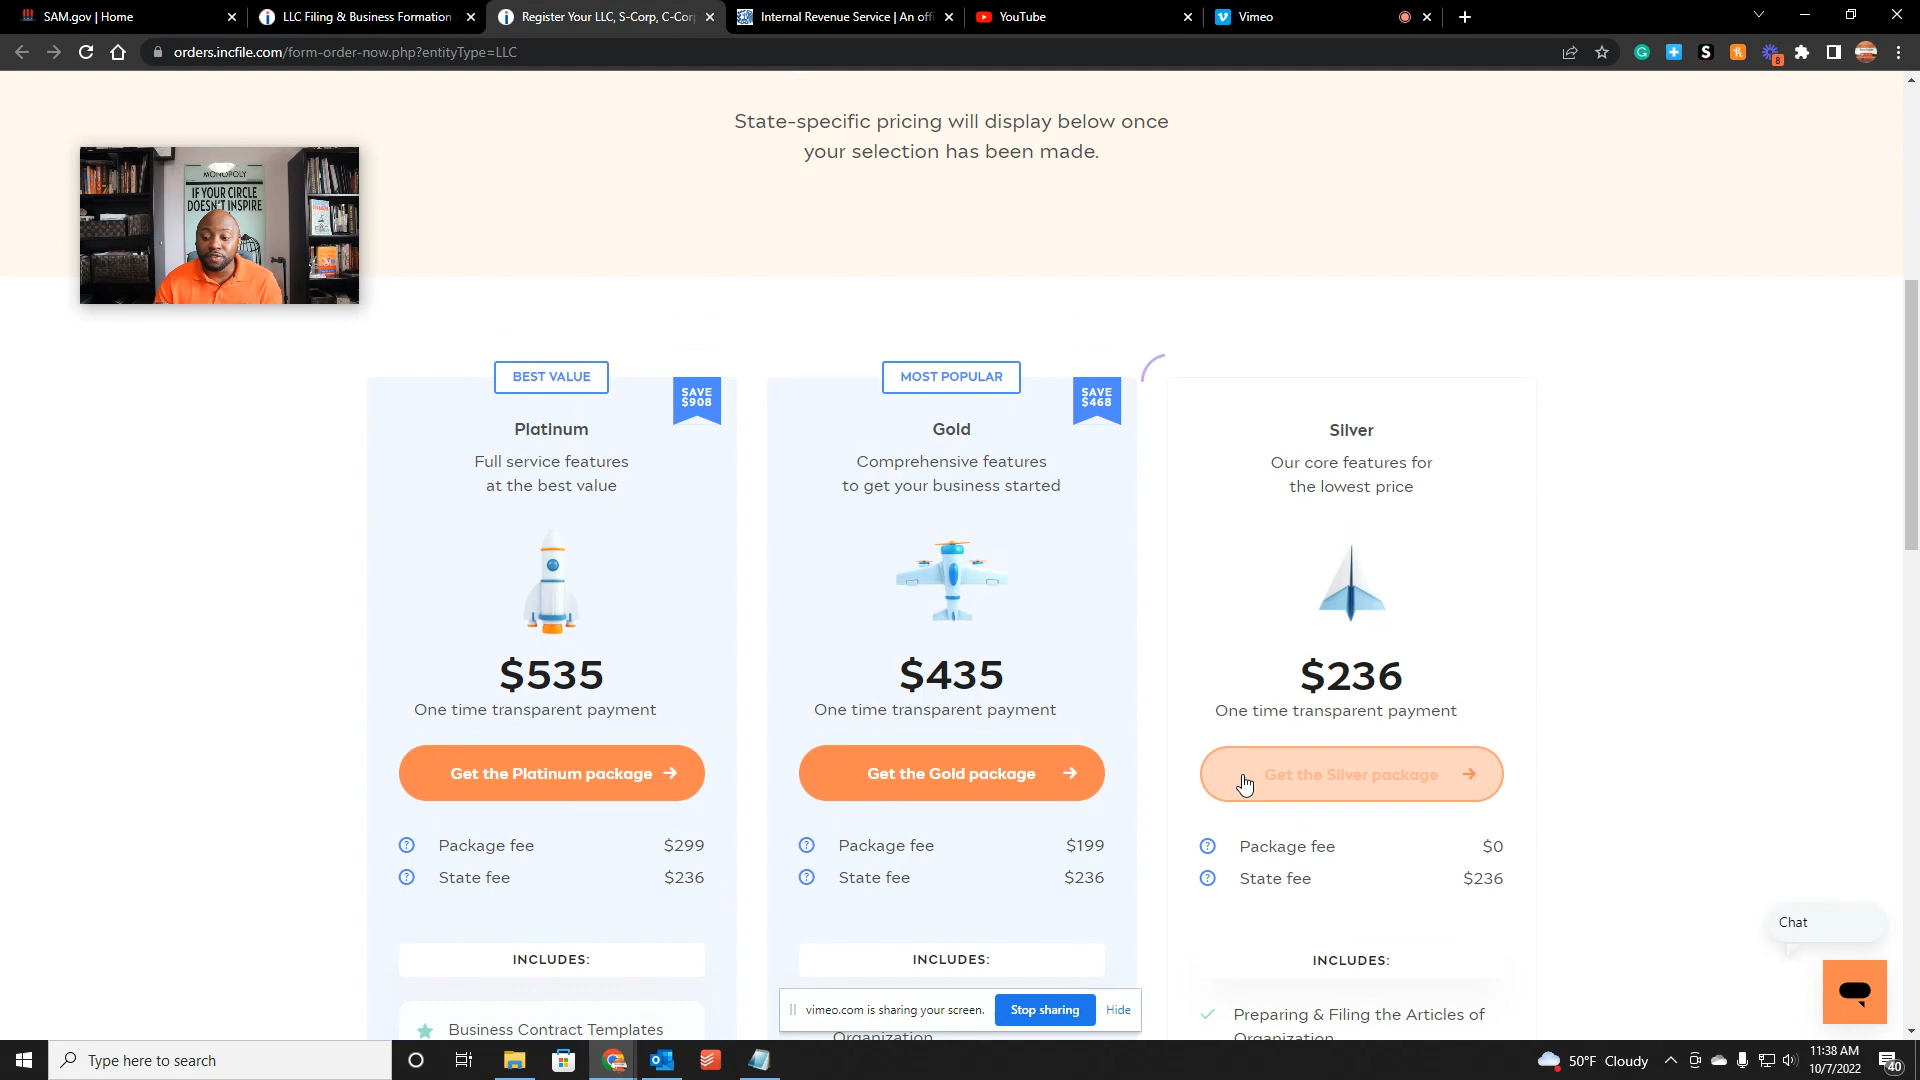 SAM.gov | Home
LLC Filing & Business Formation
Register Your LLC, S-Corp, C-Cor
Internal Revenue Service | An offi
YouTube
Vimeo
orders.incfile.com/form-order-now.php?entityType=LLC
8
State-specific pricing will display below once
your selection has been made.
MONOPOLY
IF YOUR CIRCLE
DOESN'T INSPIRE
BEST VALUE
SAVE
$908
Platinum
Full service features
at the best value
$535
One time transparent payment
Get the Platinum package →
Package fee $299
State fee $236
INCLUDES:
Business Contract Templates
MOST POPULAR
SAVE
$468
Gold
Comprehensive features
to get your business started
$435
One time transparent payment
Get the Gold package →
Package fee $199
State fee $236
INCLUDES:
Organization
Silver
Our core features for
the lowest price
$236
One time transparent payment
Get the Silver package →
Package fee $0
State fee $236
INCLUDES:
Preparing & Filing the Articles of
Organization
Chat
vimeo.com is sharing your screen. Stop sharing Hide
Type here to search
50°F Cloudy
11:38 AM
10/7/2022
40